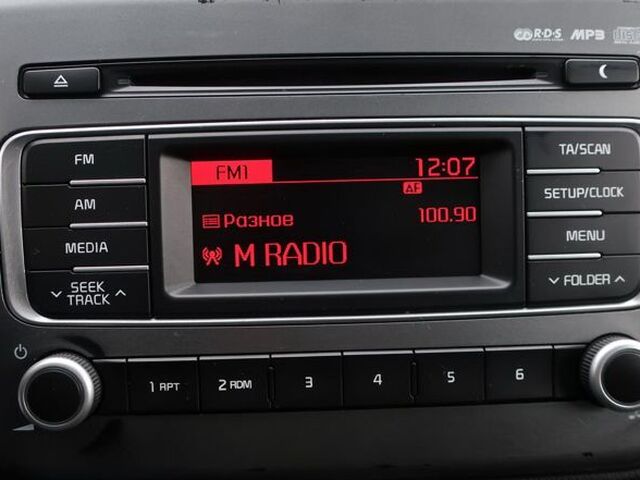 R·D·S MP3
FM
AM
MEDIA
SEEK
TRACK
FM1 12:07
AF
Разное 100.90
M RADIO
TA/SCAN
SETUP/CLOCK
MENU
FOLDER
1 RPT 2 RDM 3 4 5 6